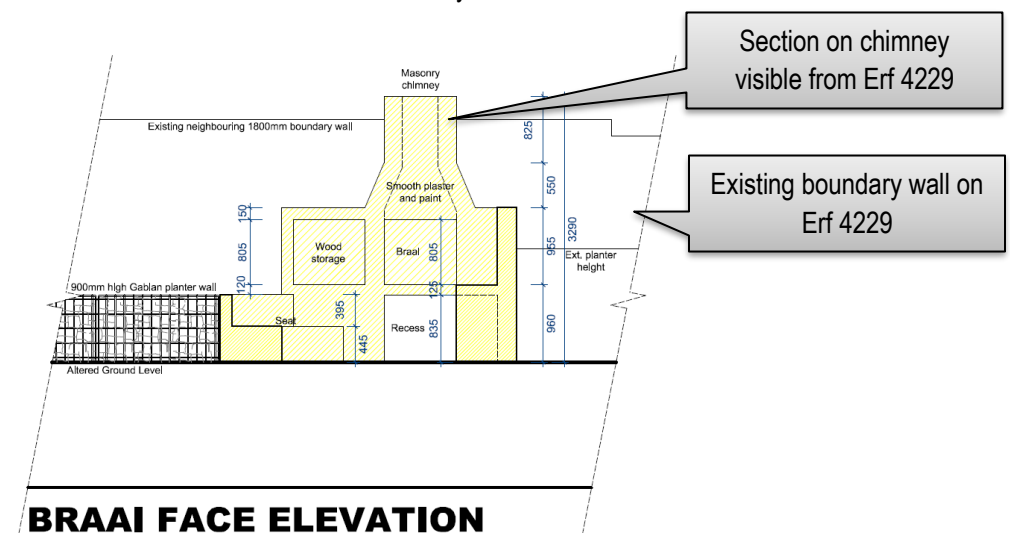 Section on chimney
visible from Erf 4229
Masonry
chimney
Existing neighbouring 1800mm boundary wall
825
Existing boundary wall on
Erf 4229
Smooth plaster
and paint
550
150
3290
Wood
storage
805
Braai
805
955
Ext. planter
height
120
125
900mm high Gabian planter wall
Seat
395
Recess
835
960
445
Altered Ground Level
BRAAI FACE ELEVATION